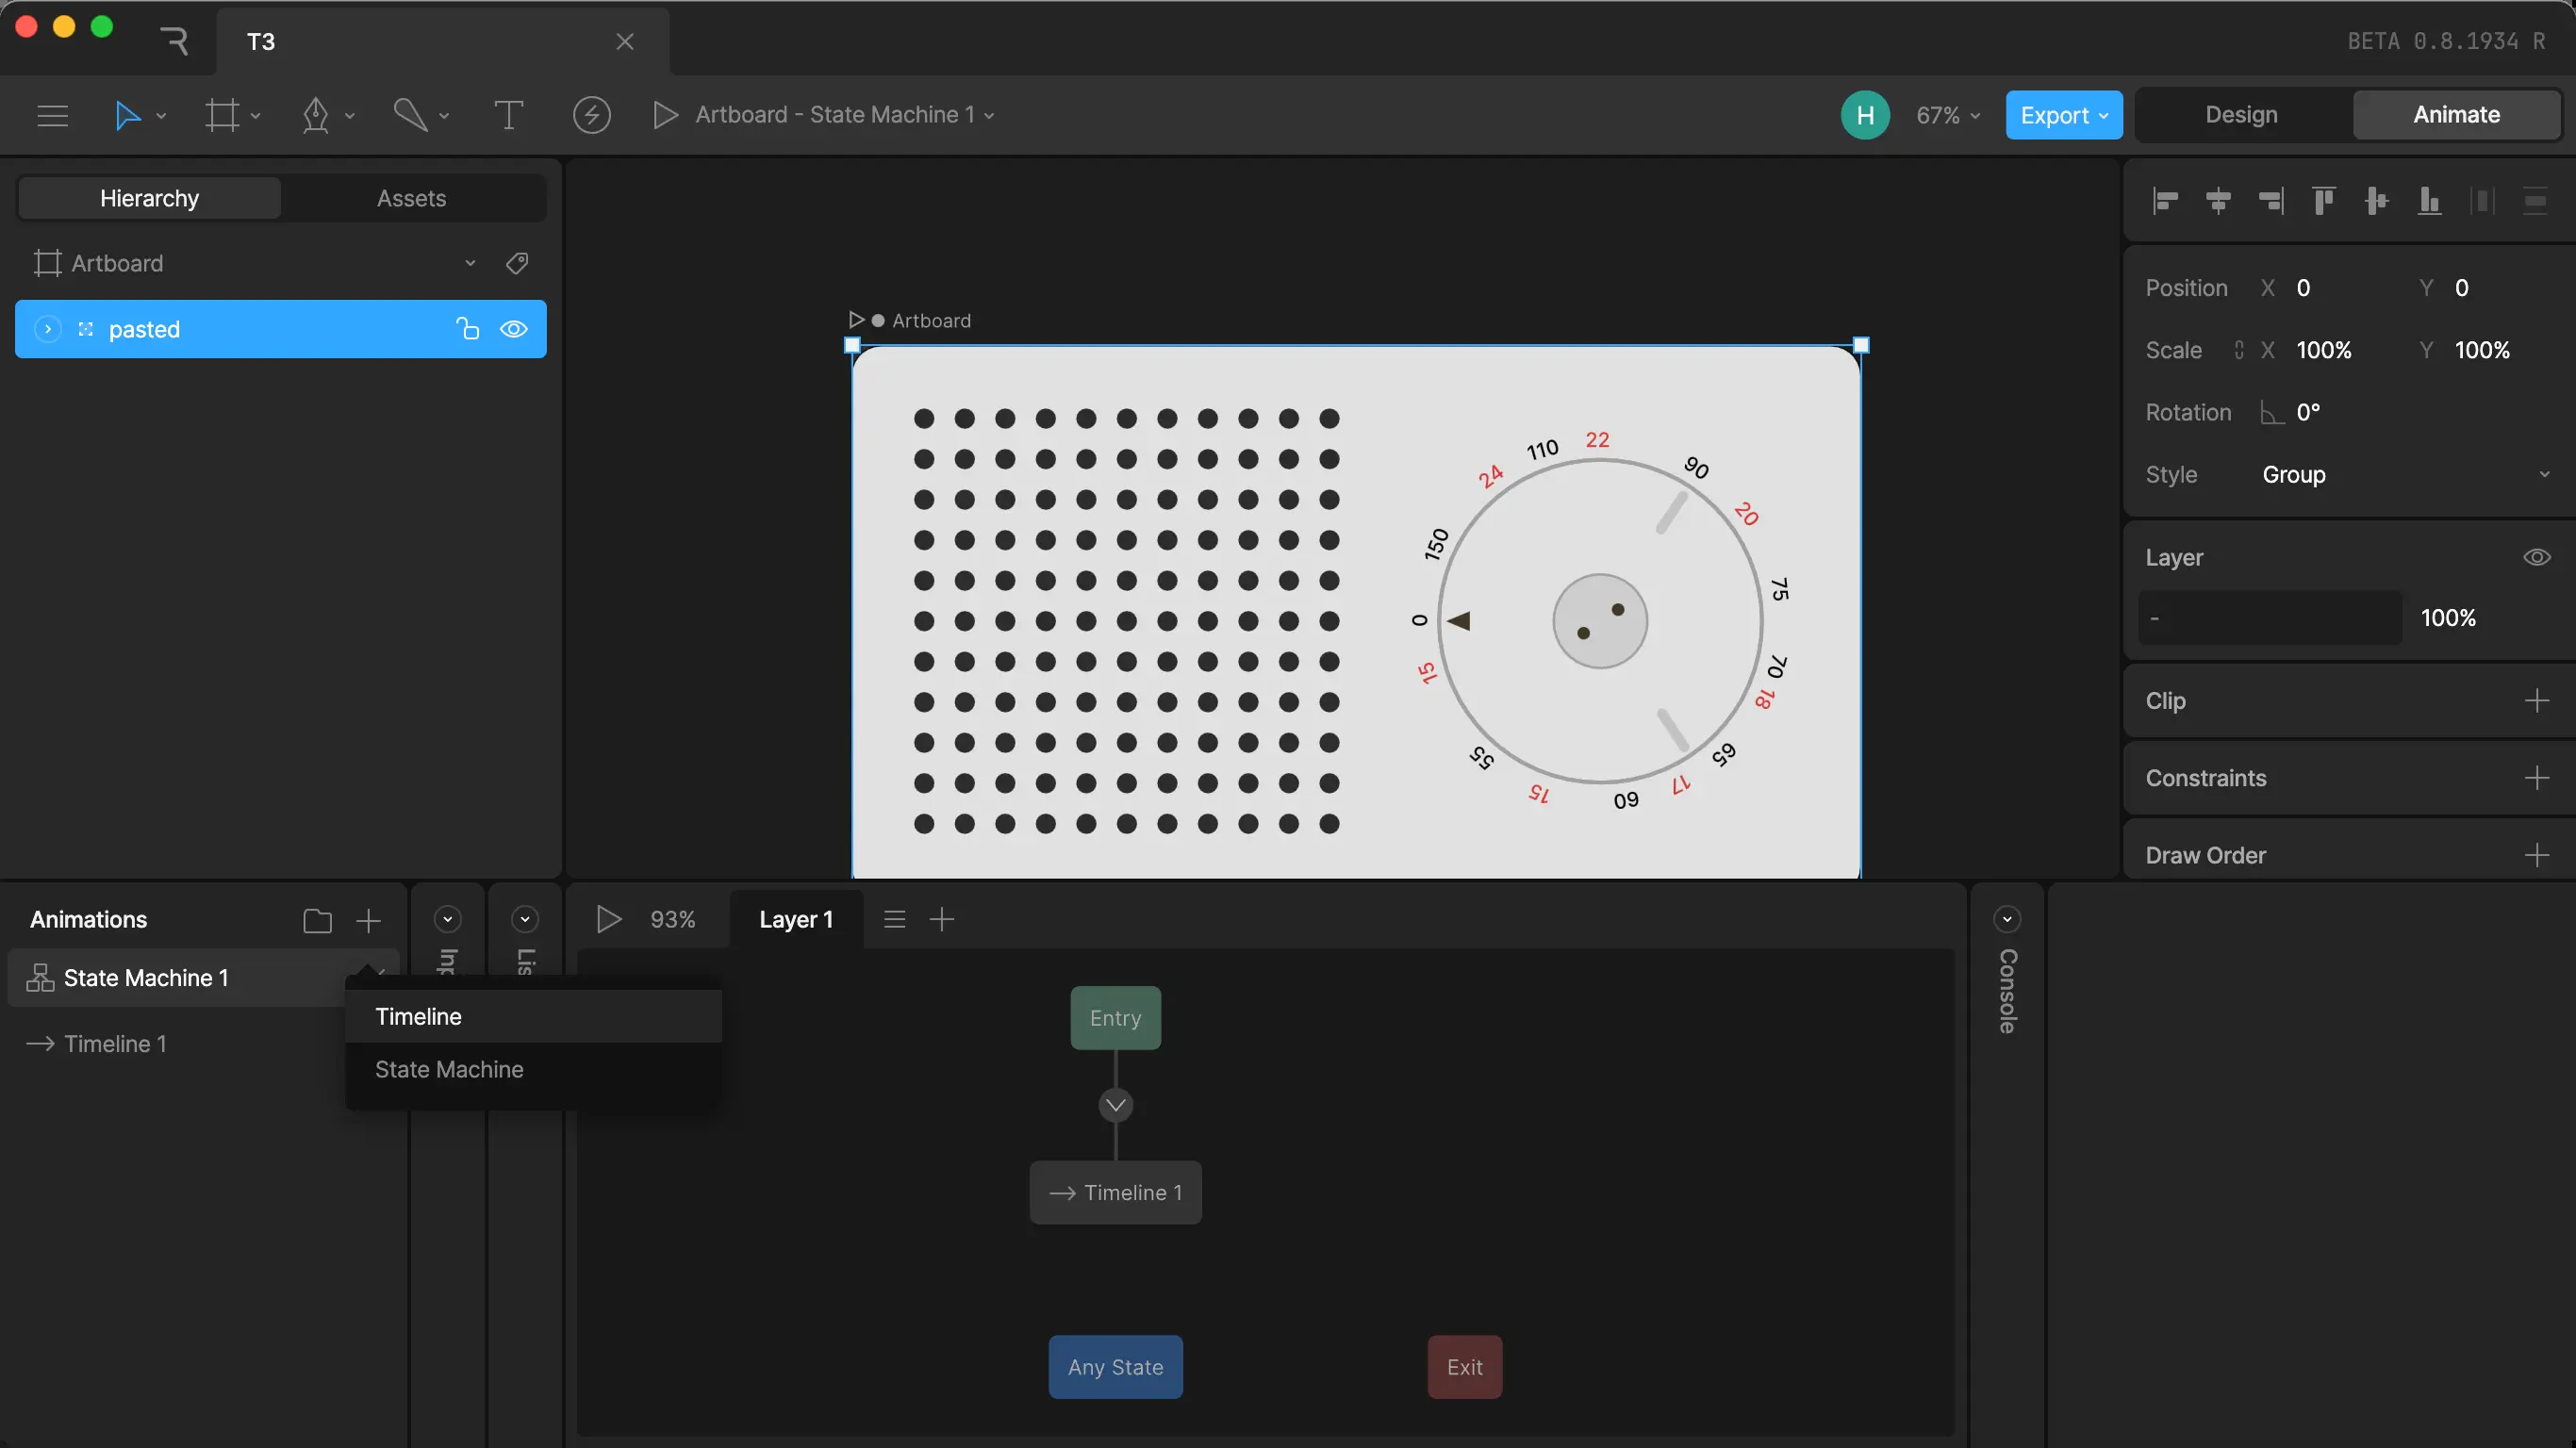 T3
BETA 0.8.1934 R
Artboard - State Machine 1
H
67%
Export
Design
Animate
Hierarchy
Assets
Artboard
pasted
Artboard
Position X 0 Y 0
Scale X 100% Y 100%
Rotation 0°
Style Group
Layer
- 100%
Clip
Constraints
Draw Order
22
110
90
24
20
150
75
0
15
70
18
55
65
17
15
60
Animations
State Machine 1
Timeline 1
Timeline
State Machine
Inp
Lis
93%
Layer 1
Entry
Timeline 1
Any State
Exit
Console